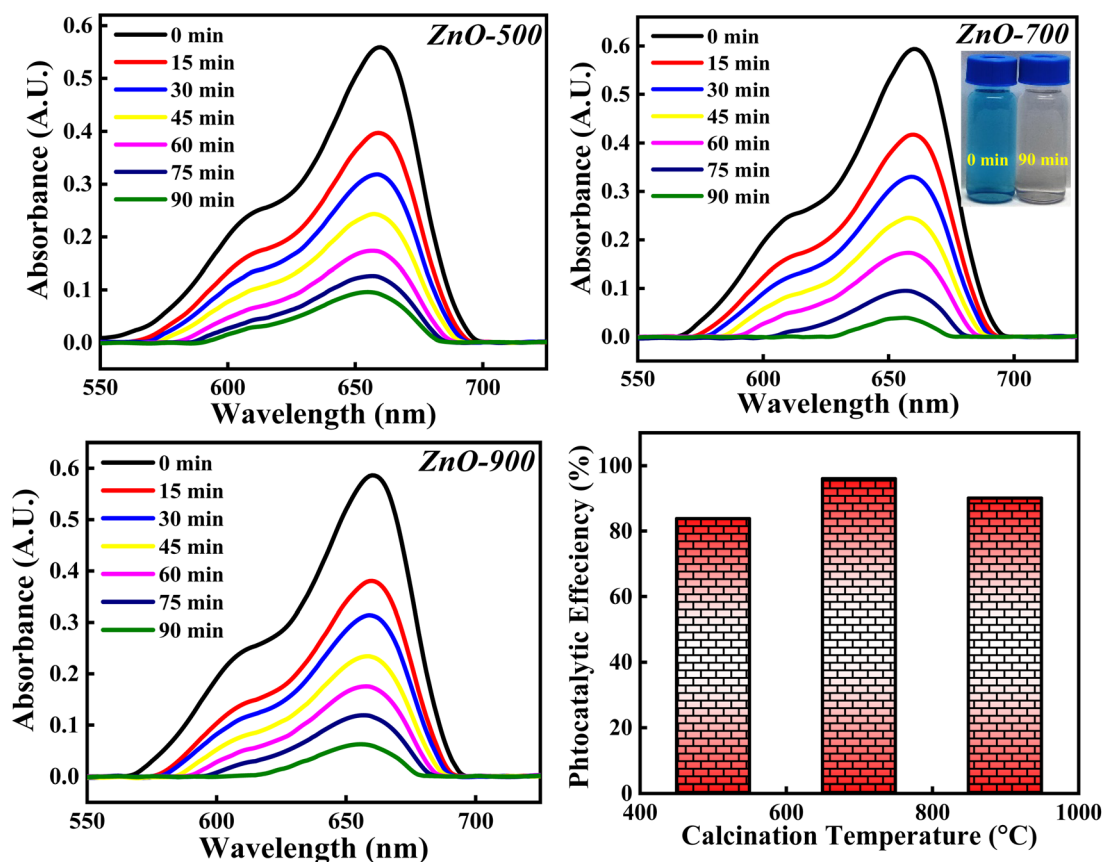 ZnO-500
0 min
15 min
30 min
45 min
60 min
75 min
90 min
0.6
0.5
0.4
0.3
0.2
0.1
0.0
Absorbance (A.U.)
550 600 650 700
Wavelength (nm)
ZnO-700
0 min
15 min
30 min
45 min
60 min
75 min
90 min
0 min 90 min
0.6
0.5
0.4
0.3
0.2
0.1
0.0
Absorbance (A.U.)
550 600 650 700
Wavelength (nm)
ZnO-900
0 min
15 min
30 min
45 min
60 min
75 min
90 min
0.6
0.5
0.4
0.3
0.2
0.1
0.0
Absorbance (A.U.)
550 600 650 700
Wavelength (nm)
100
80
60
40
20
0
Phtocatalytic Effeciency (%)
400 600 800 1000
Calcination Temperature (°C)